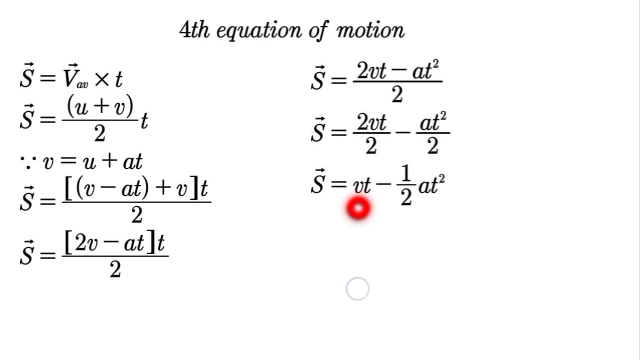 4th equation of motion
S⃗ = V⃗ₐᵥ × t
S⃗ = (u + v)/2 t
∵ v = u + at
S⃗ = [(v − at) + v]t/2
S⃗ = [2v − at]t/2
S⃗ = 2vt − at²/2
S⃗ = 2vt/2 − at²/2
S⃗ = vt − 1/2 at²